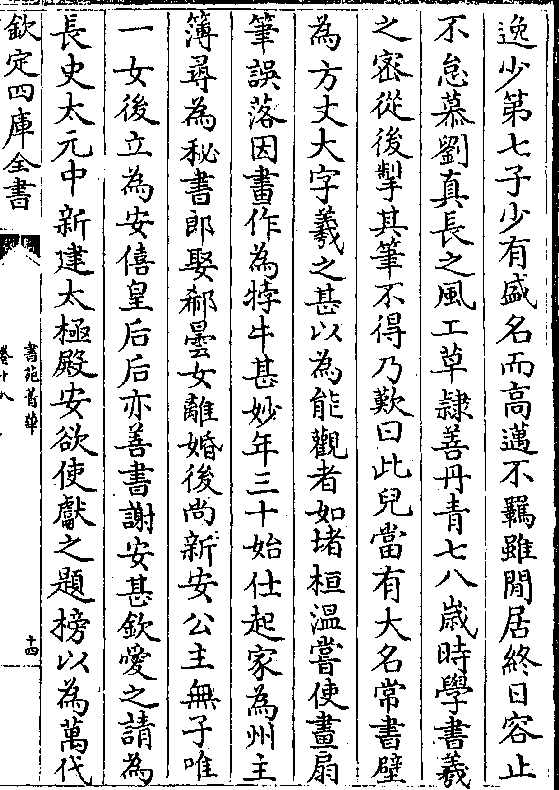 逸少第七子少有盛名而高邁不羈雖閒居終日容止
不怠慕劉真長之風工草隸善丹青七八歲時學書羲
之密從後掣其筆不得乃歎曰此兒當有大名常書壁
為方丈大字羲之甚以為能觀者如堵桓溫嘗使畫扇
筆誤落因畫作為㹀牛甚妙年三十始仕起家為州主
簿尋為秘書郎娶郗曇女離婚後尚新安公主無子唯
一女後立為安僖皇后后亦善書謝安甚欽愛之請為
長史太元中新建太極殿安欲使獻之題榜以為萬代
欽定四庫全書
書苑菁華
卷十八
十四